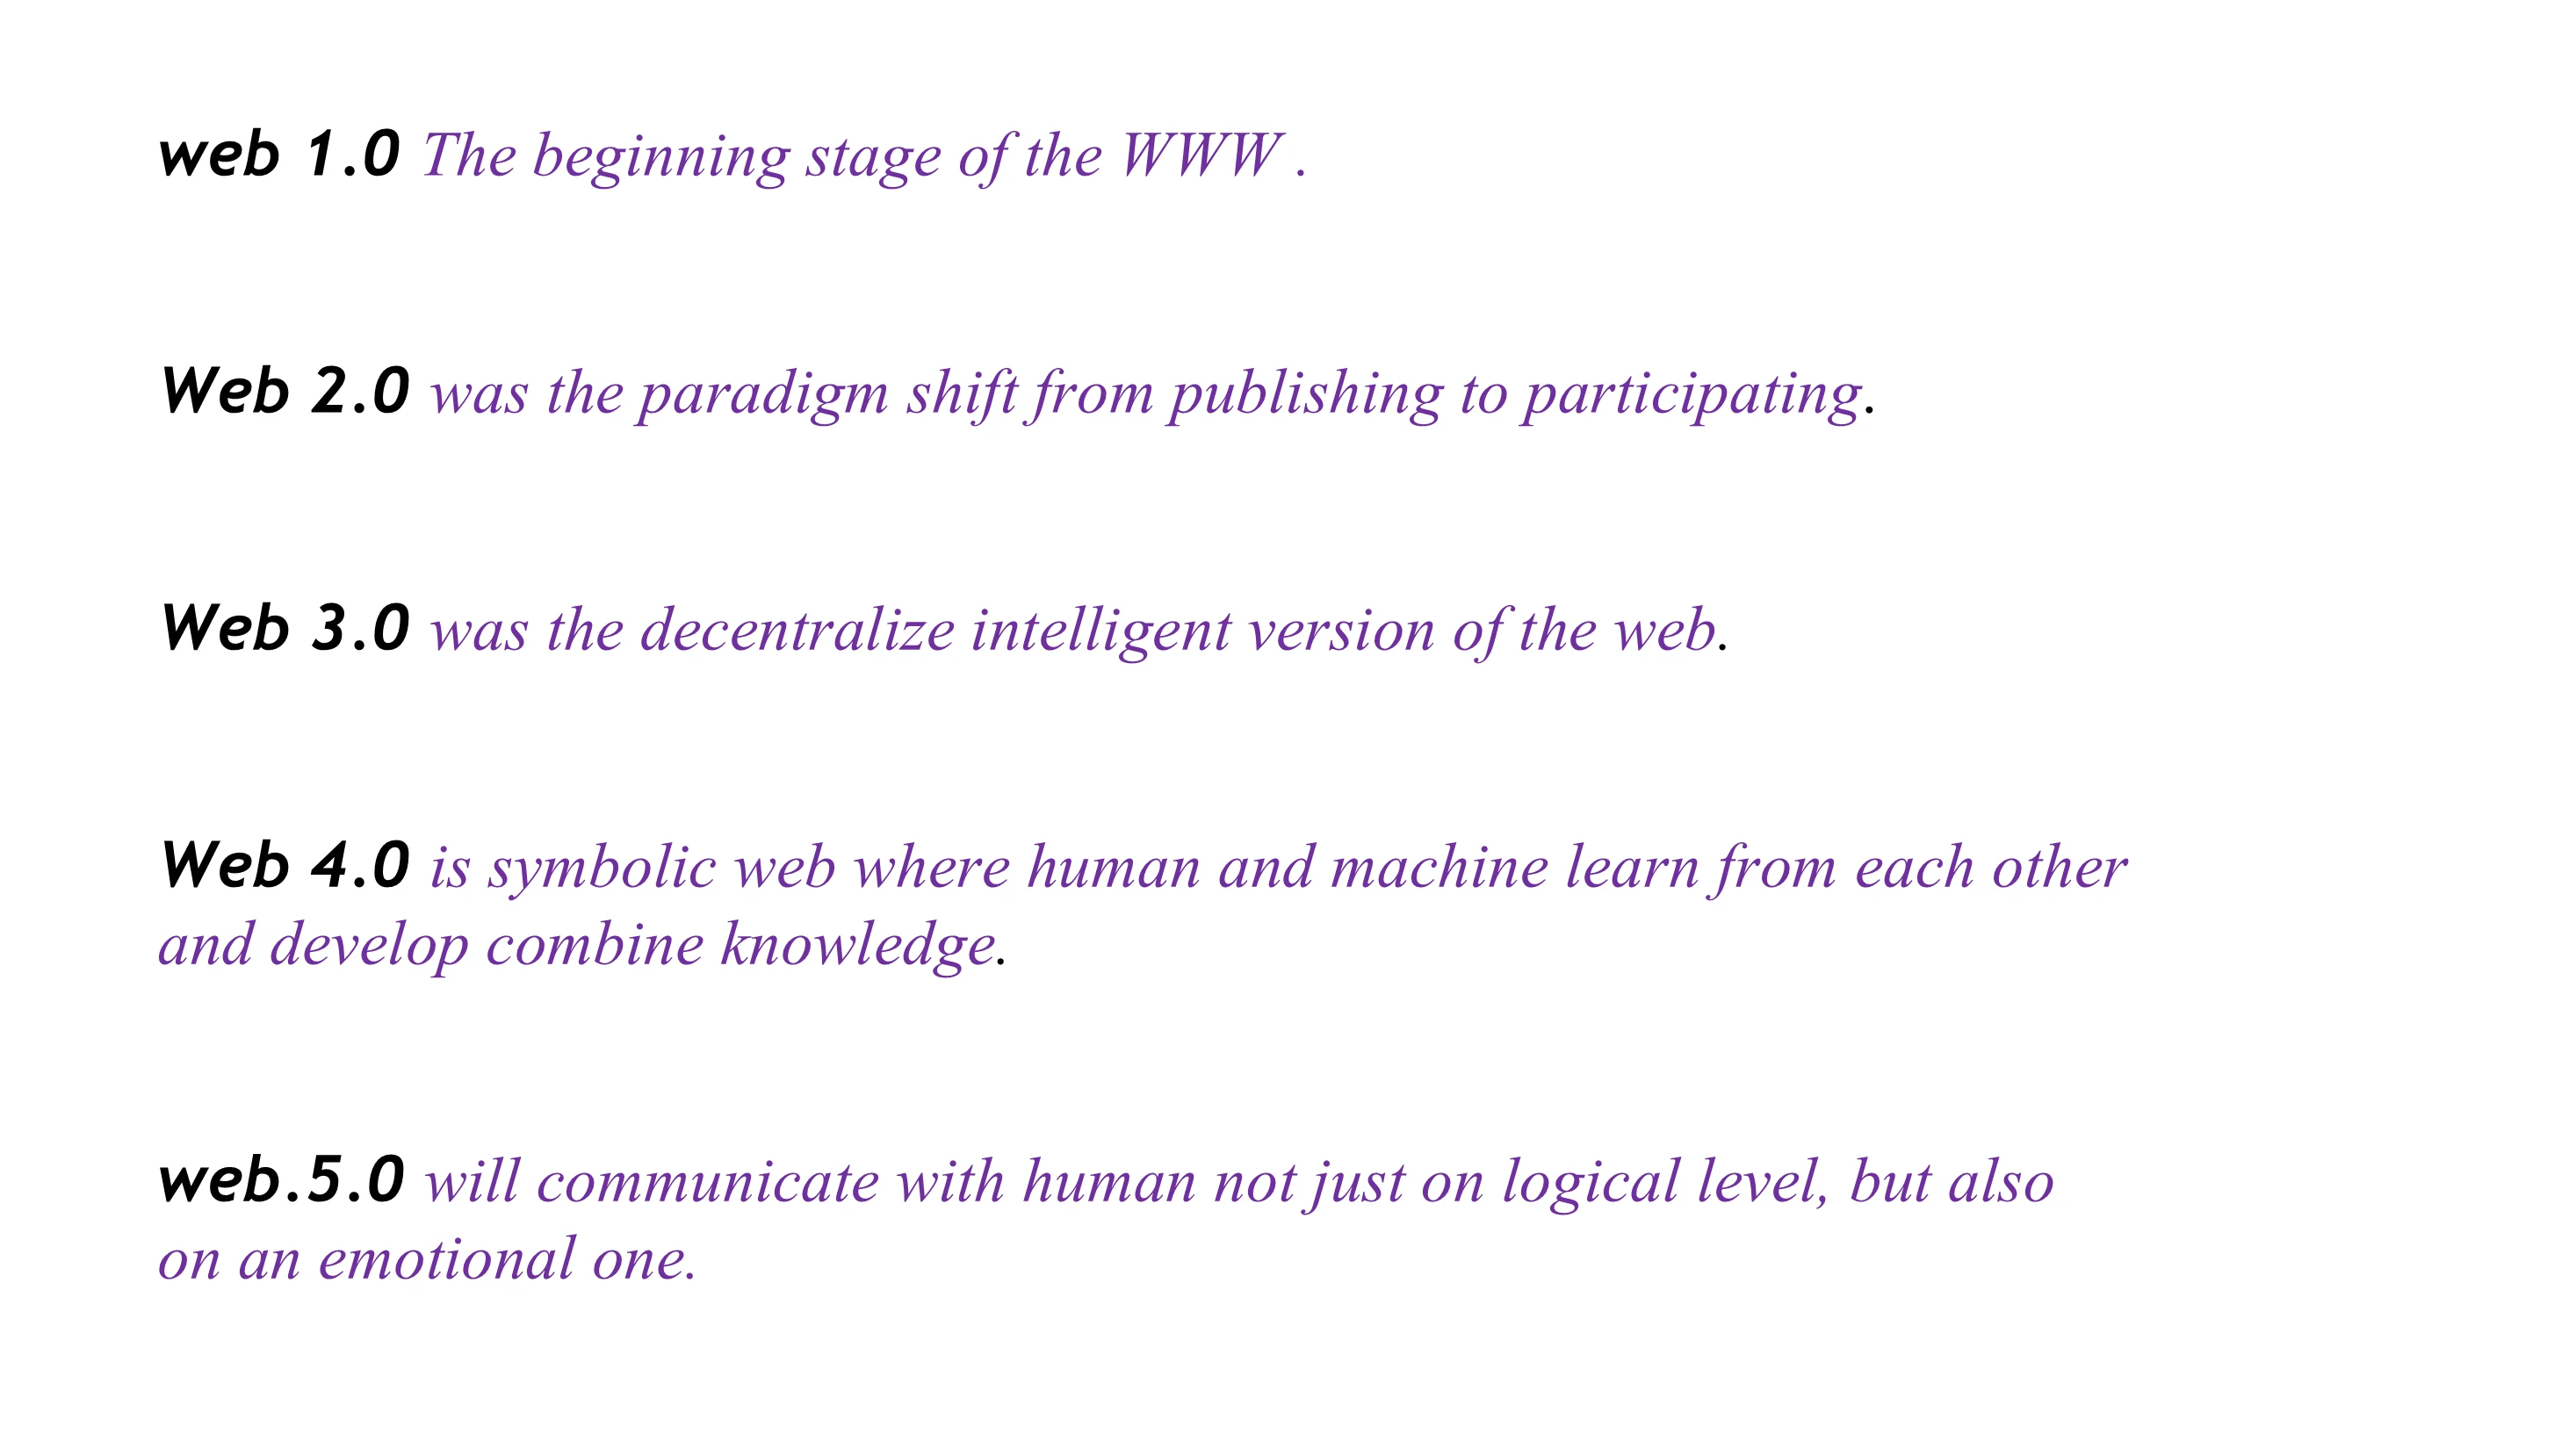 web 1.0 The beginning stage of the WWW .
Web 2.0 was the paradigm shift from publishing to participating.
Web 3.0 was the decentralize intelligent version of the web.
Web 4.0 is symbolic web where human and machine learn from each other
and develop combine knowledge.
web.5.0 will communicate with human not just on logical level, but also
on an emotional one.